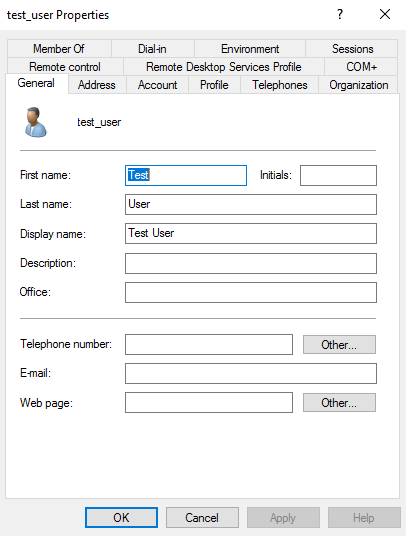 test_user Properties
?
Member Of Dial-in Environment Sessions
Remote control Remote Desktop Services Profile COM+
General Address Account Profile Telephones Organization
test_user
First name: Test Initials:
Last name: User
Display name: Test User
Description:
Office:
Telephone number: Other...
E-mail:
Web page: Other...
OK Cancel Apply Help